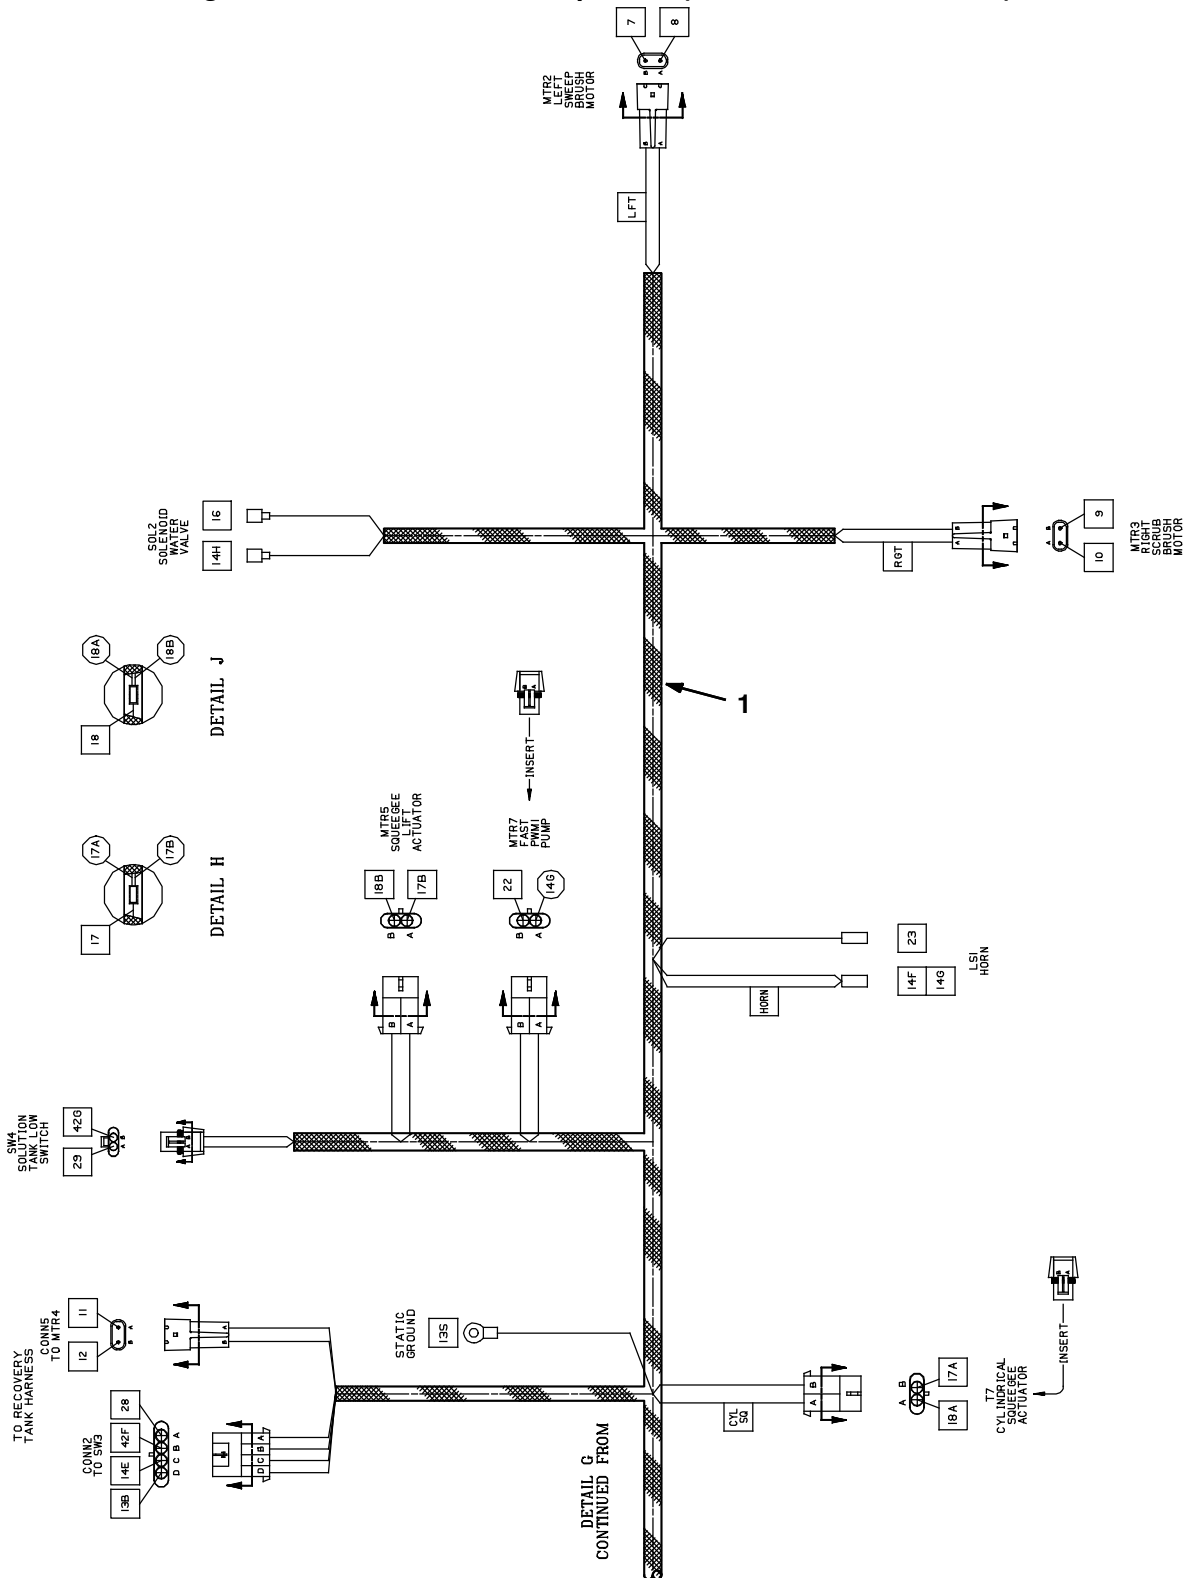 7
8
B
A
MTR2
LEFT
SWEEP
BRUSH
MOTOR
B
A
LFT
SOL2
SOLENOID
WATER
VALVE
16
14H
A
B
RGT
A
B
9
10
MTR3
RIGHT
SCRUB
BRUSH
MOTOR
18A
18B
18
DETAIL J
1
B
A
INSERT
MTR7
FAST
PWM1
PUMP
22
14G
B
A
B
A
MTR5
SQUEEGEE
LIFT
ACTUATOR
18B
17B
B
A
B
A
17A
17B
17
DETAIL H
HORN
23
14F
14G
LS1
HORN
SW4
SOLUTION
TANK LOW
SWITCH
42G
29
A
B
B
A
TO RECOVERY
TANK HARNESS
CONN5
TO MTR4
11
12
A
B
A
B
CONN2
TO SW3
28
42F
14E
13B
D
C
B
A
D
C
B
A
STATIC
GROUND
13S
DETAIL G
CONTINUED FROM
CYL
SQ
A
B
A
B
17A
18A
T7
CYLINDRICAL
SQUEEGEE
ACTUATOR
INSERT
B
A